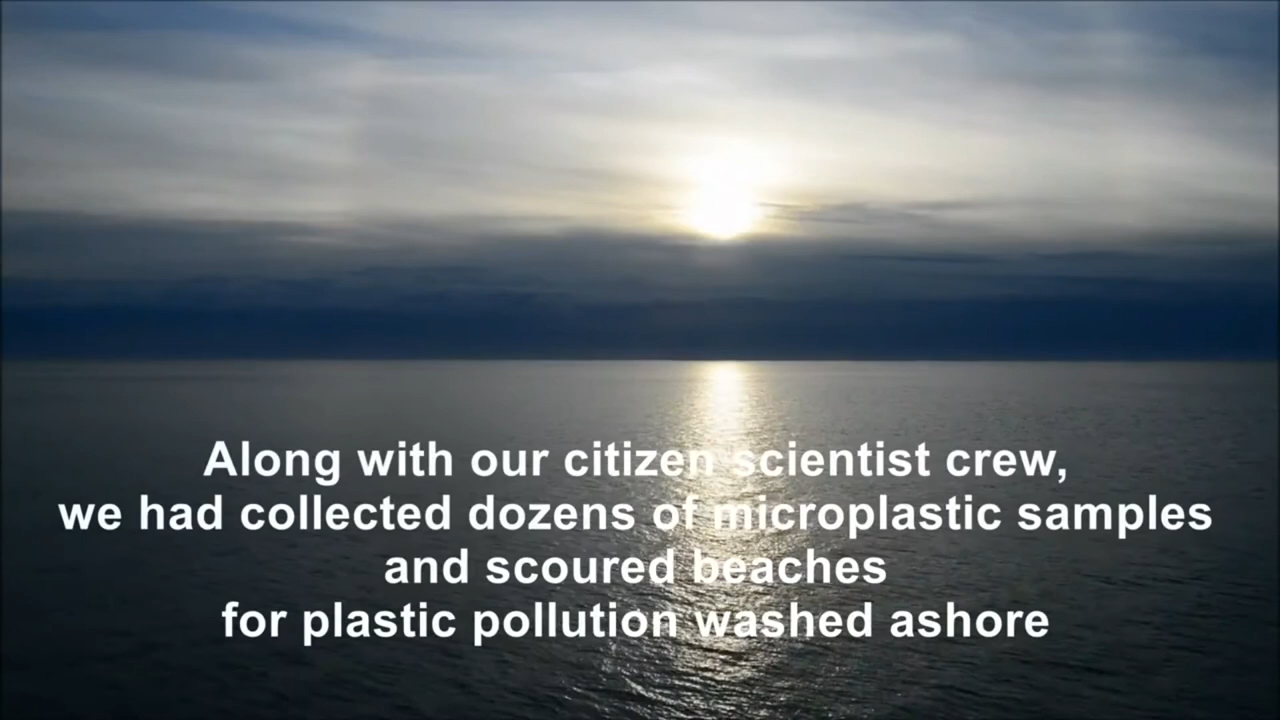 Along with our citizen scientist crew,
we had collected dozens of microplastic samples
and scoured beaches
for plastic pollution washed ashore